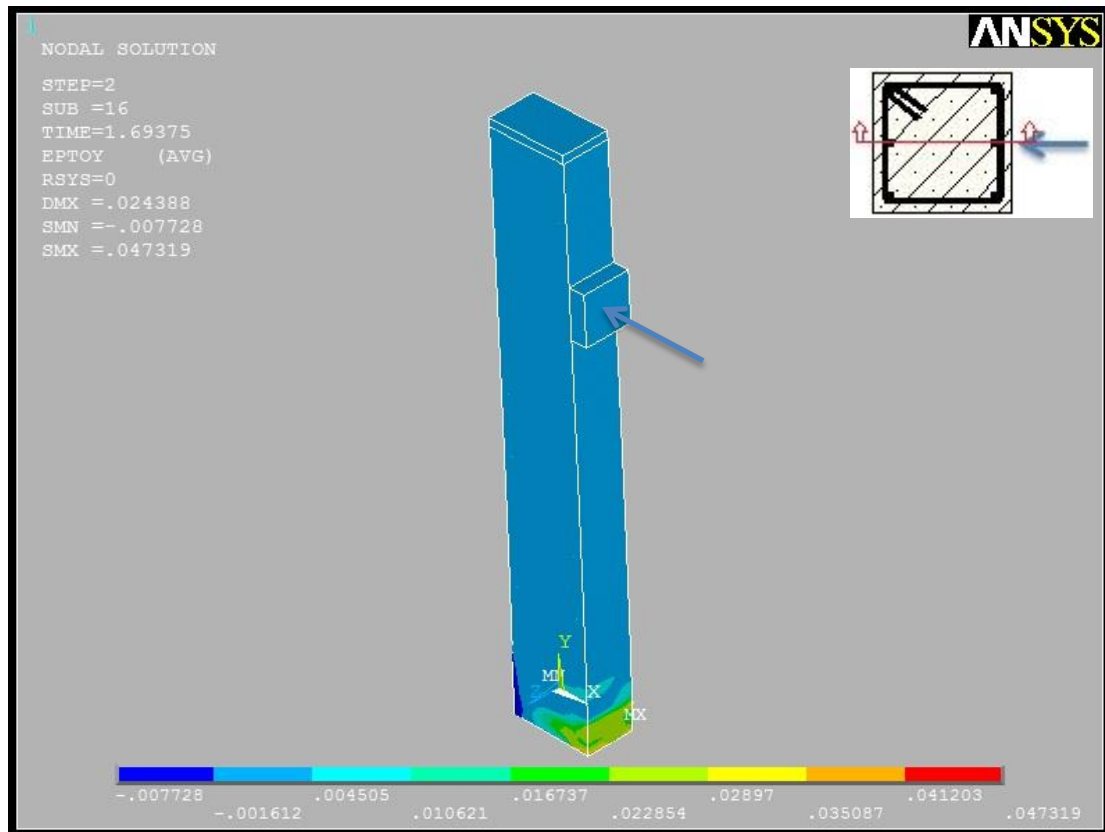 ANSYS
NODAL SOLUTION
STEP=2
SUB =16
TIME=1.69375
EPTOY (AVG)
RSYS=0
DMX =.024388
SMN =-.007728
SMX =.047319
Y
MN
Z
X
MX
-.007728 .004505 .016737 .02897 .041203
-.001612 .010621 .022854 .035087 .047319